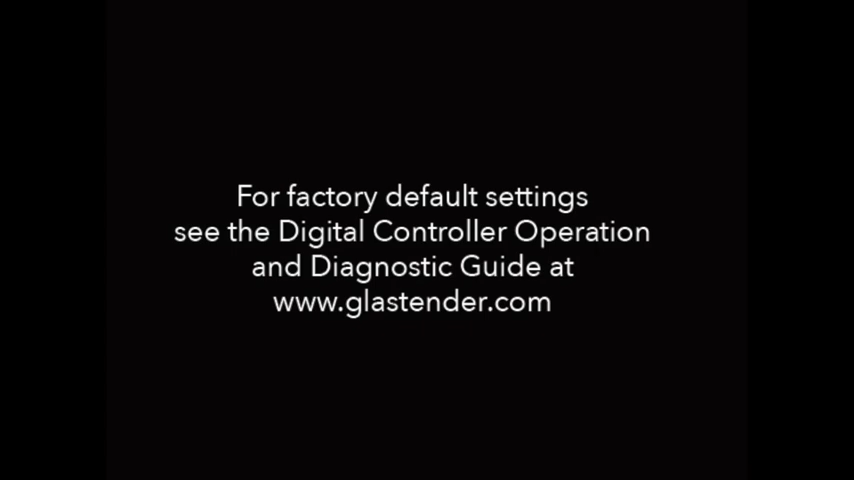 For factory default settings
see the Digital Controller Operation
and Diagnostic Guide at
www.glastender.com